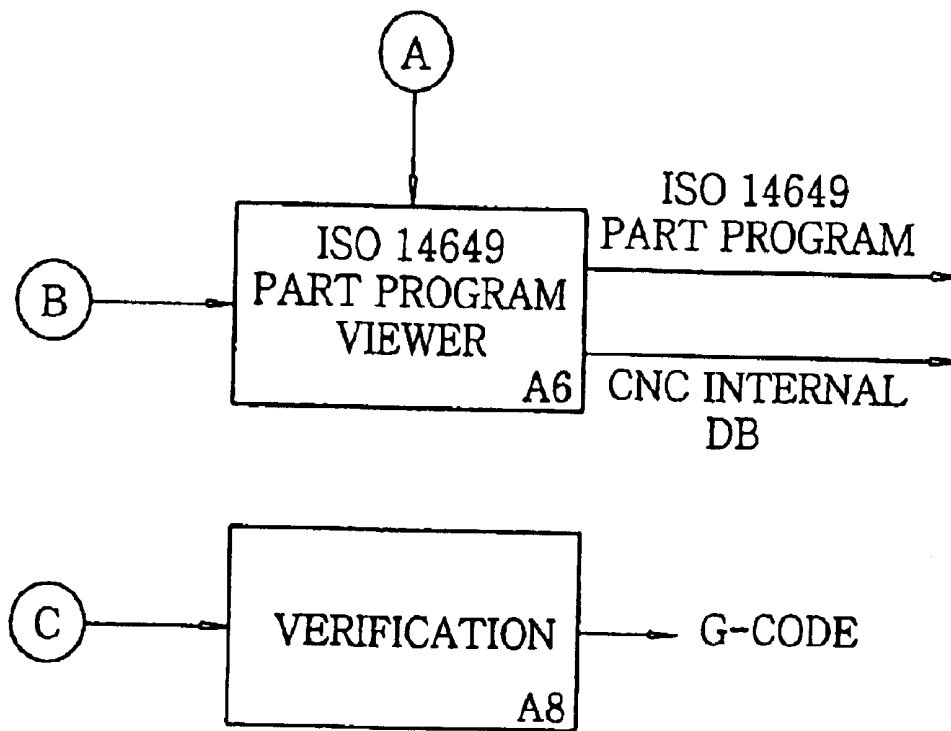 A
ISO 14649
PART PROGRAM
VIEWER
A6
B
ISO 14649
PART PROGRAM
CNC INTERNAL
DB
C
VERIFICATION
A8
G-CODE